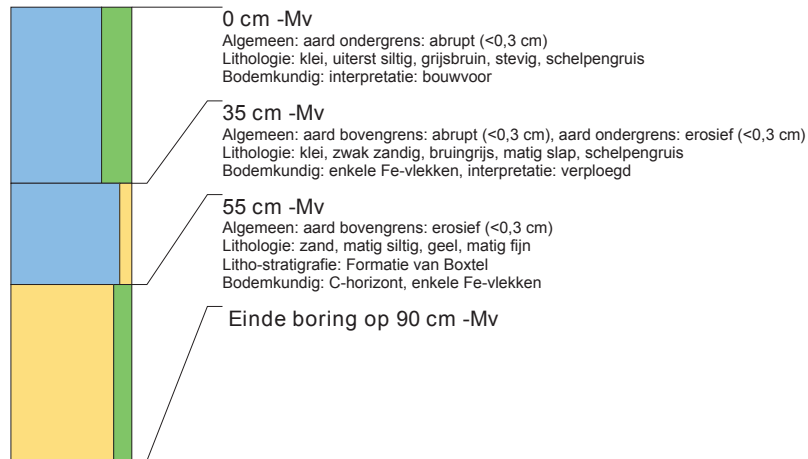 0 cm -Mv
Algemeen: aard ondergrens: abrupt (<0,3 cm)
Lithologie: klei, uiterst siltig, grijsbruin, stevig, schelpengruis
Bodemkundig: interpretatie: bouwvoor
35 cm -Mv
Algemeen: aard bovengrens: abrupt (<0,3 cm), aard ondergrens: erosief (<0,3 cm)
Lithologie: klei, zwak zandig, bruingrijs, matig slap, schelpengruis
Bodemkundig: enkele Fe-vlekken, interpretatie: verploegd
55 cm -Mv
Algemeen: aard bovengrens: erosief (<0,3 cm)
Lithologie: zand, matig siltig, geel, matig fijn
Litho-stratigrafie: Formatie van Boxtel
Bodemkundig: C-horizont, enkele Fe-vlekken
Einde boring op 90 cm -Mv